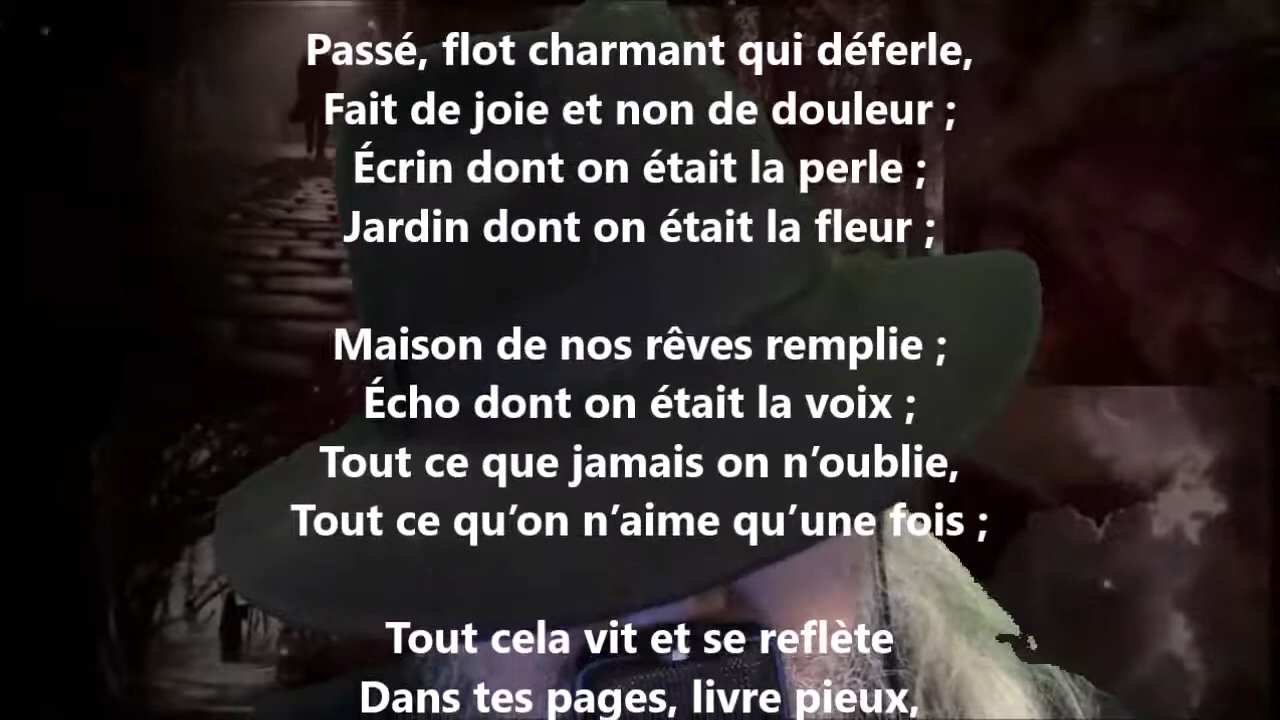 Passé, flot charmant qui déferle,
Fait de joie et non de douleur ;
Écrin dont on était la perle ;
Jardin dont on était la fleur ;
Maison de nos rêves remplie ;
Écho dont on était la voix ;
Tout ce que jamais on n’oublie,
Tout ce qu’on n’aime qu’une fois ;
Tout cela vit et se reflète
Dans tes pages, livre pieux,